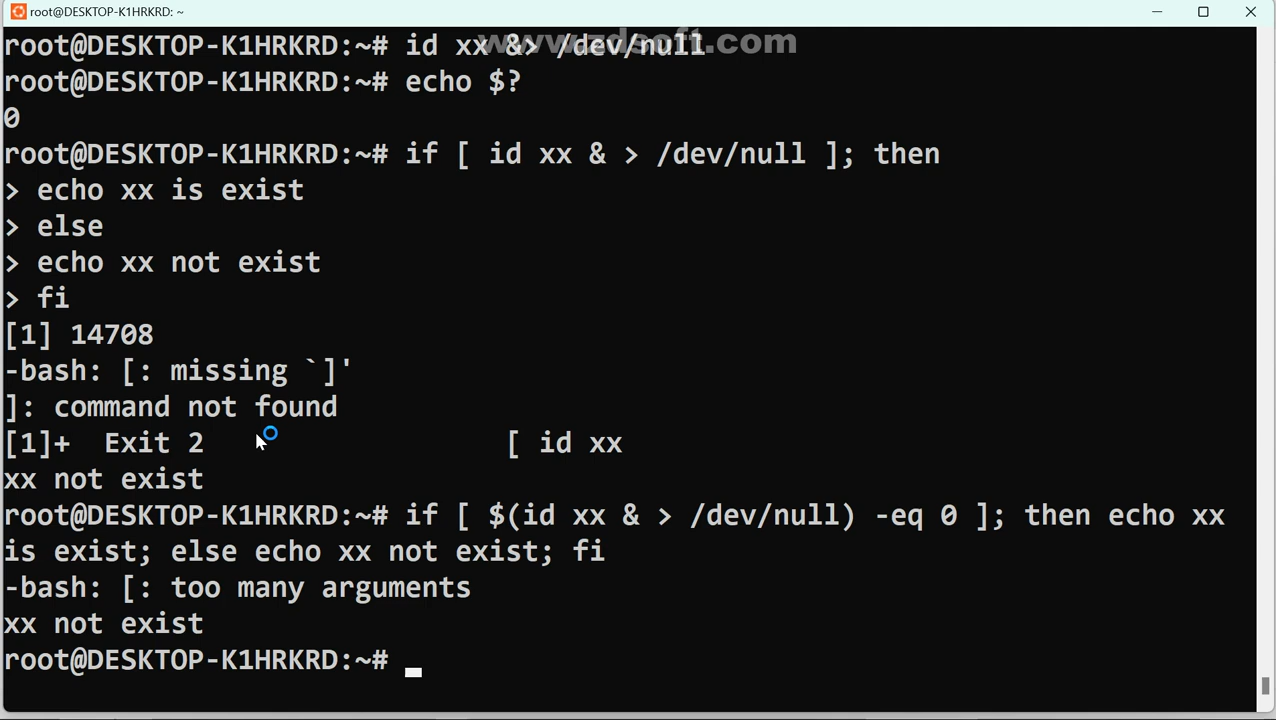 root@DESKTOP-K1HRKRD: ~
www.zdsoft.com
root@DESKTOP-K1HRKRD:~# id xx &> /dev/null
root@DESKTOP-K1HRKRD:~# echo $?
0
root@DESKTOP-K1HRKRD:~# if [ id xx & > /dev/null ]; then
> echo xx is exist
> else
> echo xx not exist
> fi
[1] 14708
-bash: [: missing `]'
]: command not found
[1]+  Exit 2                  [ id xx
xx not exist
root@DESKTOP-K1HRKRD:~# if [ $(id xx & > /dev/null) -eq 0 ]; then echo xx
is exist; else echo xx not exist; fi
-bash: [: too many arguments
xx not exist
root@DESKTOP-K1HRKRD:~#